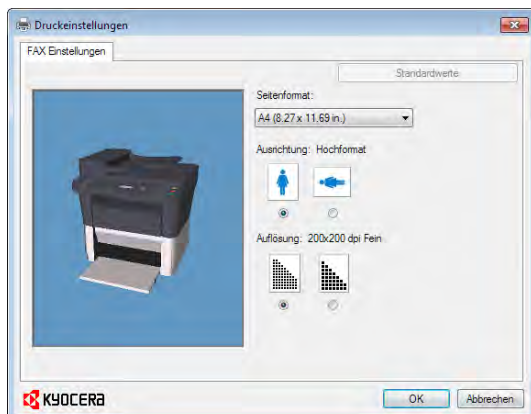 Druckeinstellungen
FAX Einstellungen
Standardwerte
Seitenformat:
A4 (8.27 x 11.69 in.)
Ausrichtung: Hochformat
Auflösung: 200x200 dpi Fein
KYOCERA
OK
Abbrechen